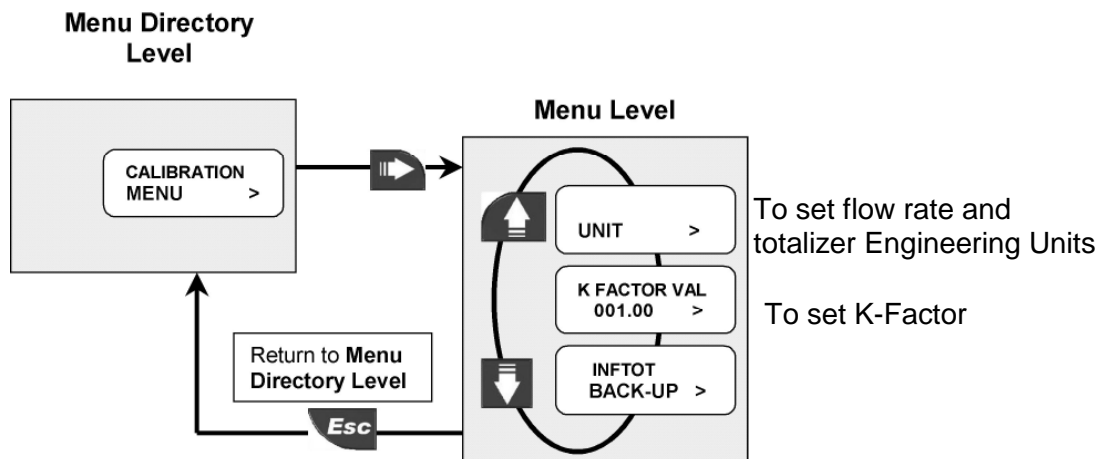 Menu Directory
Level
Menu Level
CALIBRATION
MENU >
UNIT >
To set flow rate and
totalizer Engineering Units
K FACTOR VAL
001.00 >
To set K-Factor
INFTOT
BACK-UP >
Return to Menu
Directory Level
Esc